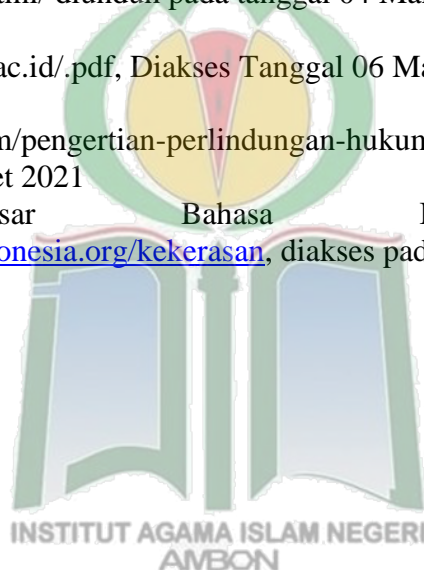 diunduh pada tanggal 04
ac.id/.pdf, Diakses Tanggal 06 Ma
/pengertian-perlindungan-hukum
et 2021
sar Bahasa
onesia.org/kekerasan, diakses pad
INSTITUT AGAMA ISLAM NEGERI
AMBON